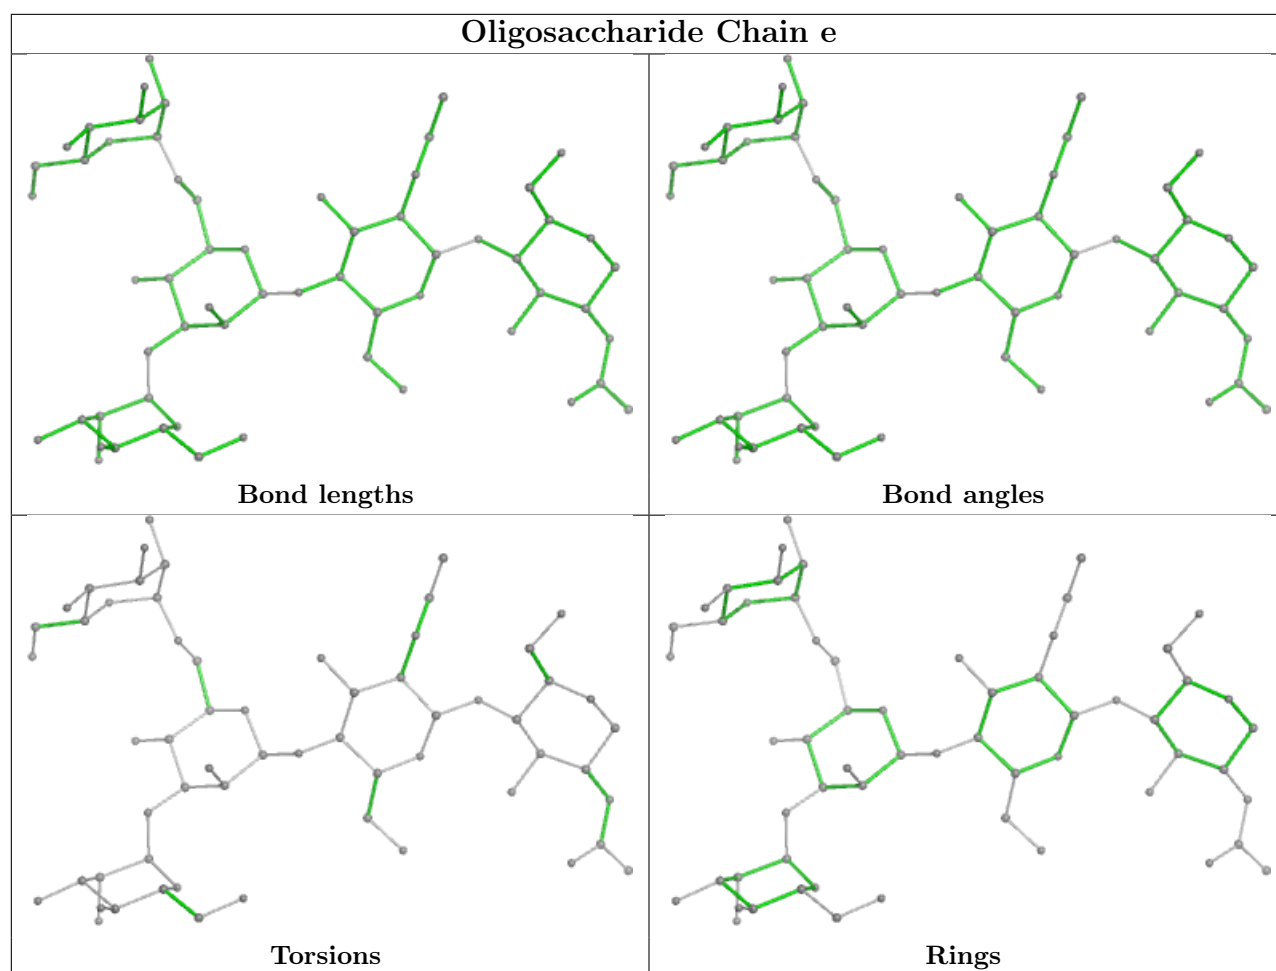 Oligosaccharide Chain e
Bond lengths
Bond angles
Torsions
Rings